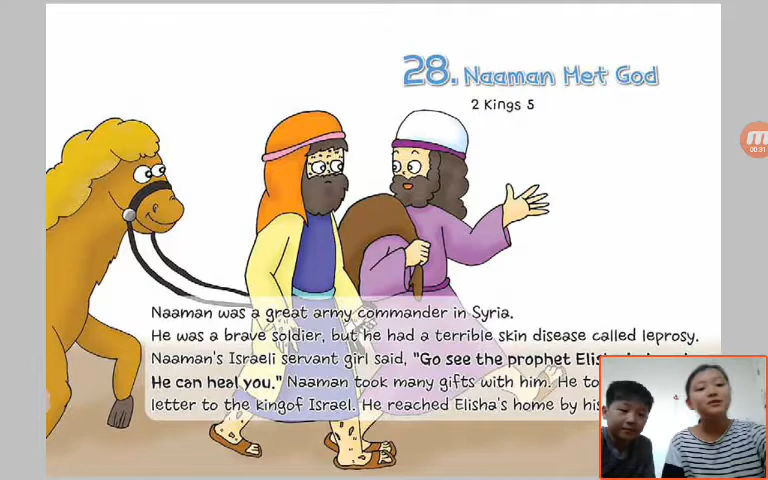 28. Naaman Met God
2 Kings 5
00:31
Naaman was a great army commander in Syria.
He was a brave soldier, but he had a terrible skin disease called leprosy.
Naaman's Israeli servant girl said, "Go see the prophet
He can heal you." Naaman took many gifts with him. He
letter to the kingof Israel. He reached Elisha's home by